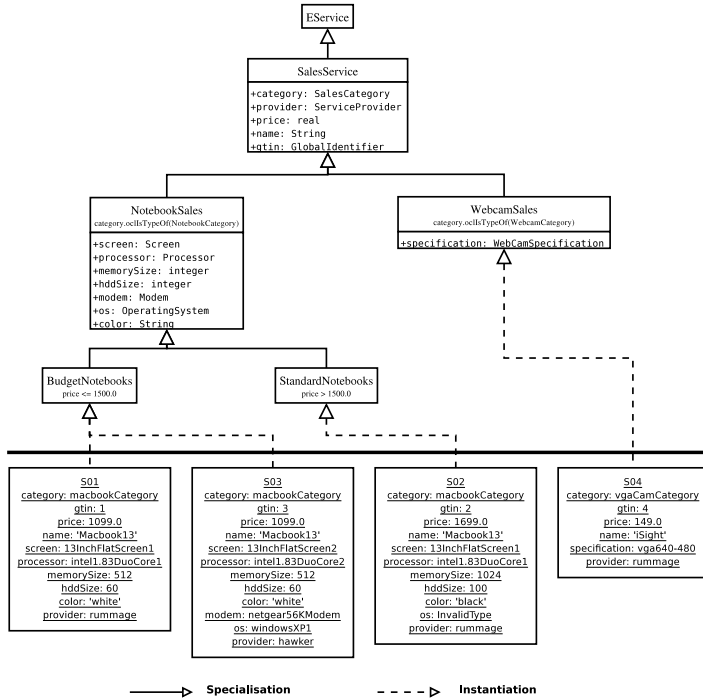 EService
SalesService
+category: SalesCategory
+provider: ServiceProvider
+price: real
+name: String
+gtin: GlobalIdentifier
NotebookSales
category.oclIsTypeOf(NotebookCategory)
+screen: Screen
+processor: Processor
+memorySize: integer
+hddSize: integer
+modem: Modem
+os: OperatingSystem
+color: String
WebcamSales
category.oclIsTypeOf(WebcamCategory)
+specification: WebCamSpecification
BudgetNotebooks
price <= 1500.0
StandardNotebooks
price > 1500.0
S01
category: macbookCategory
gtin: 1
price: 1099.0
name: 'Macbook13'
screen: 13InchFlatScreen1
processor: intel1.83DuoCore1
memorySize: 512
hddSize: 60
color: 'white'
provider: rummage
S03
category: macbookCategory
gtin: 3
price: 1099.0
name: 'Macbook13'
screen: 13InchFlatScreen2
processor: intel1.83DuoCore2
memorySize: 512
hddSize: 60
color: 'white'
modem: netgear56KModem
os: windowsXP1
provider: hawker
S02
category: macbookCategory
gtin: 2
price: 1699.0
name: 'Macbook13'
screen: 13InchFlatScreen1
processor: intel1.83DuoCore1
memorySize: 1024
hddSize: 100
color: 'black'
os: InvalidType
provider: rummage
S04
category: vgaCamCategory
gtin: 4
price: 149.0
name: 'iSight'
specification: vga640-480
provider: rummage
Specialisation
Instantiation